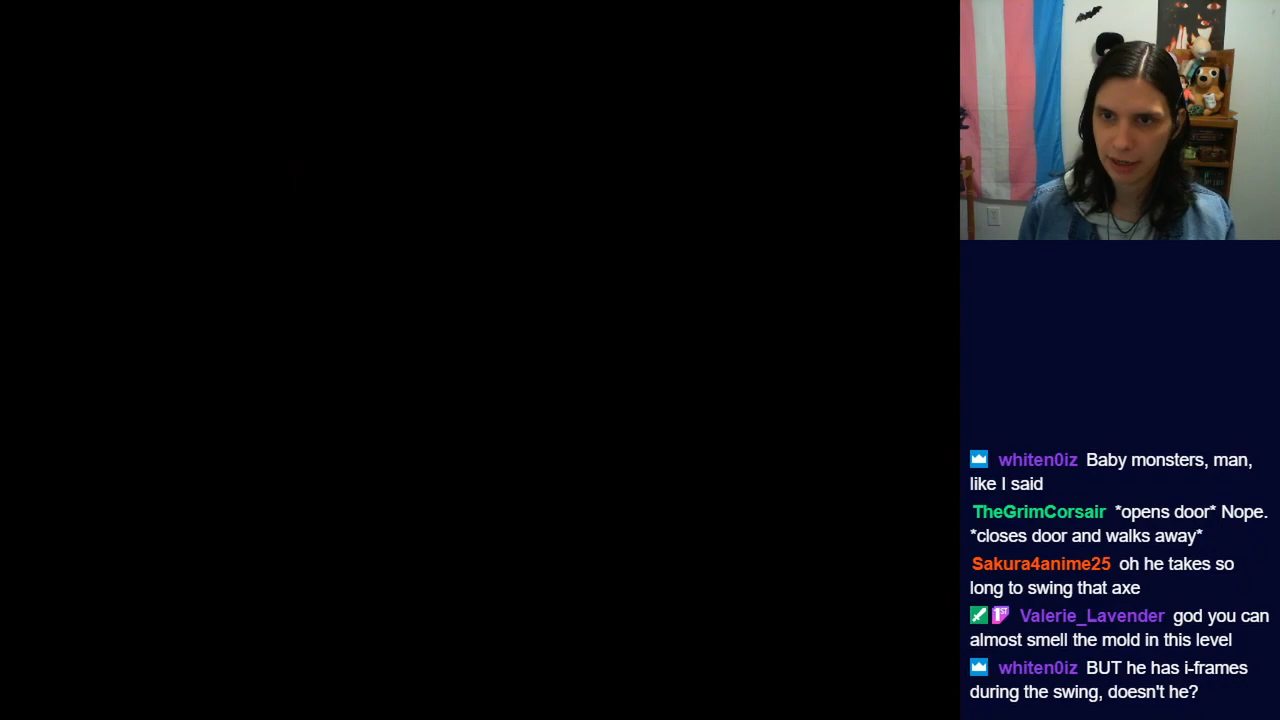 whiten0iz Baby monsters, man,
like I said
TheGrimCorsair *opens door* Nope.
*closes door and walks away*
Sakura4anime25 oh he takes so
long to swing that axe
1ST Valerie_Lavender god you can
almost smell the mold in this level
whiten0iz BUT he has i-frames
during the swing, doesn't he?